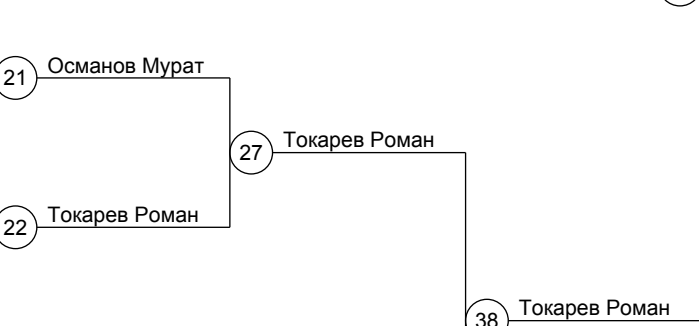 21 Османов Мурат
27 Токарев Роман
22 Токарев Роман
38 Токарев Роман